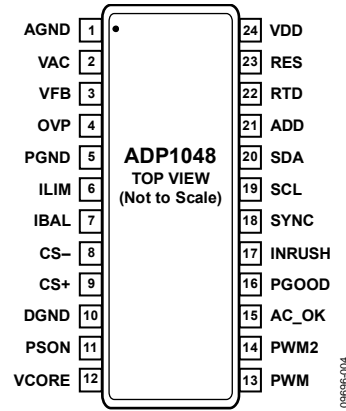 AGND 1 24 VDD
VAC 2 23 RES
VFB 3 22 RTD
OVP 4 21 ADD
PGND 5 ADP1048 20 SDA
ILIM 6 TOP VIEW 19 SCL
IBAL 7 (Not to Scale) 18 SYNC
CS– 8 17 INRUSH
CS+ 9 16 PGOOD
DGND 10 15 AC_OK
PSON 11 14 PWM2
VCORE 12 13 PWM
09696-004